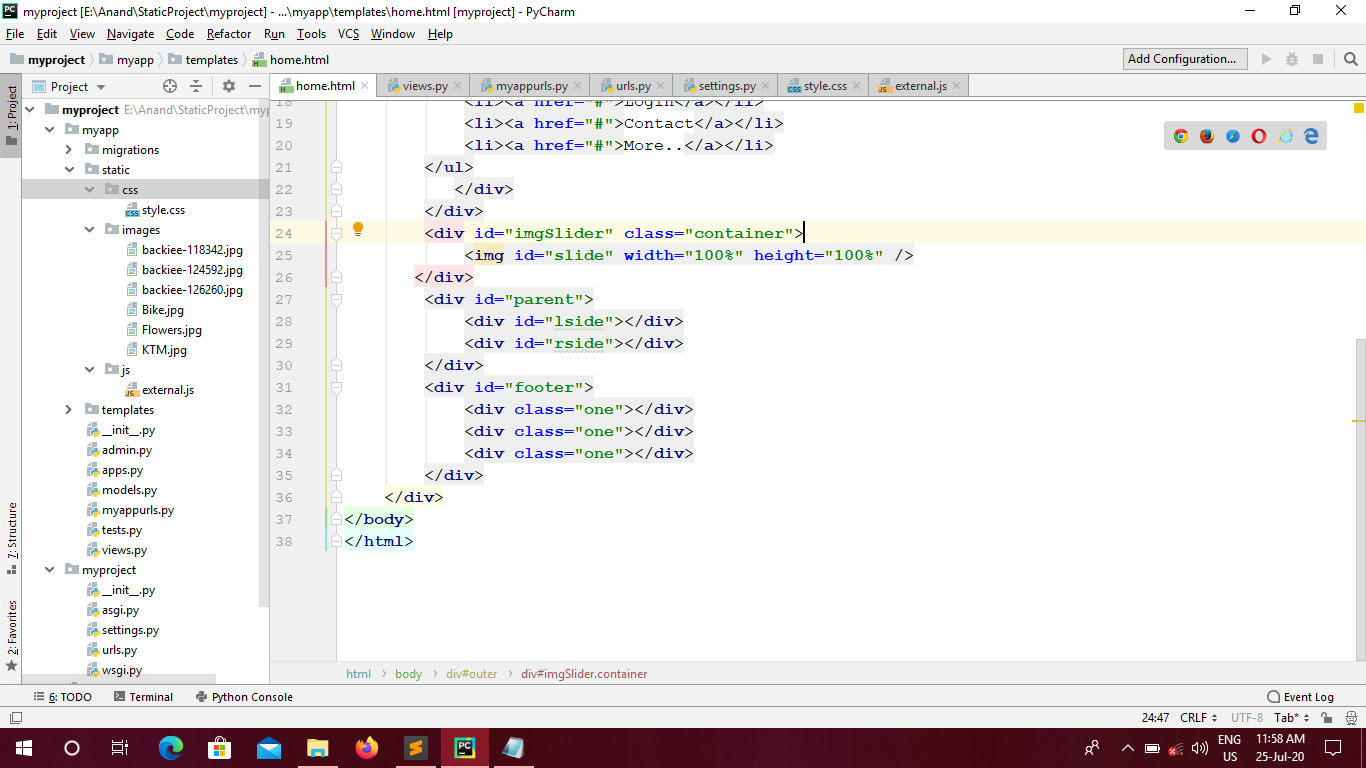 myproject [E:\Anand\StaticProject\myproject] - ...\myapp\templates\home.html [myproject] - PyCharm
File Edit View Navigate Code Refactor Run Tools VCS Window Help
myproject myapp templates home.html Add Configuration...
Project
home.html views.py myappurls.py urls.py settings.py style.css external.js
1: Project
7: Structure
2: Favorites
myproject E:\Anand\StaticProject\myp
myapp
migrations
static
css
style.css
images
backiee-118342.jpg
backiee-124592.jpg
backiee-126260.jpg
Bike.jpg
Flowers.jpg
KTM.jpg
js
external.js
templates
__init__.py
admin.py
apps.py
models.py
myappurls.py
tests.py
views.py
myproject
__init__.py
asgi.py
settings.py
urls.py
wsgi.py
18 <li><a href="#">Login</a></li>
19 <li><a href="#">Contact</a></li>
20 <li><a href="#">More..</a></li>
21 </ul>
22 </div>
23 </div>
24 <div id="imgSlider" class="container">
25 <img id="slide" width="100%" height="100%" />
26 </div>
27 <div id="parent">
28 <div id="lside"></div>
29 <div id="rside"></div>
30 </div>
31 <div id="footer">
32 <div class="one"></div>
33 <div class="one"></div>
34 <div class="one"></div>
35 </div>
36 </div>
37 </body>
38 </html>
html body div#outer div#imgSlider.container
6: TODO Terminal Python Console Event Log
24:47 CRLF UTF-8 Tab*
ENG
US
11:58 AM
25-Jul-20